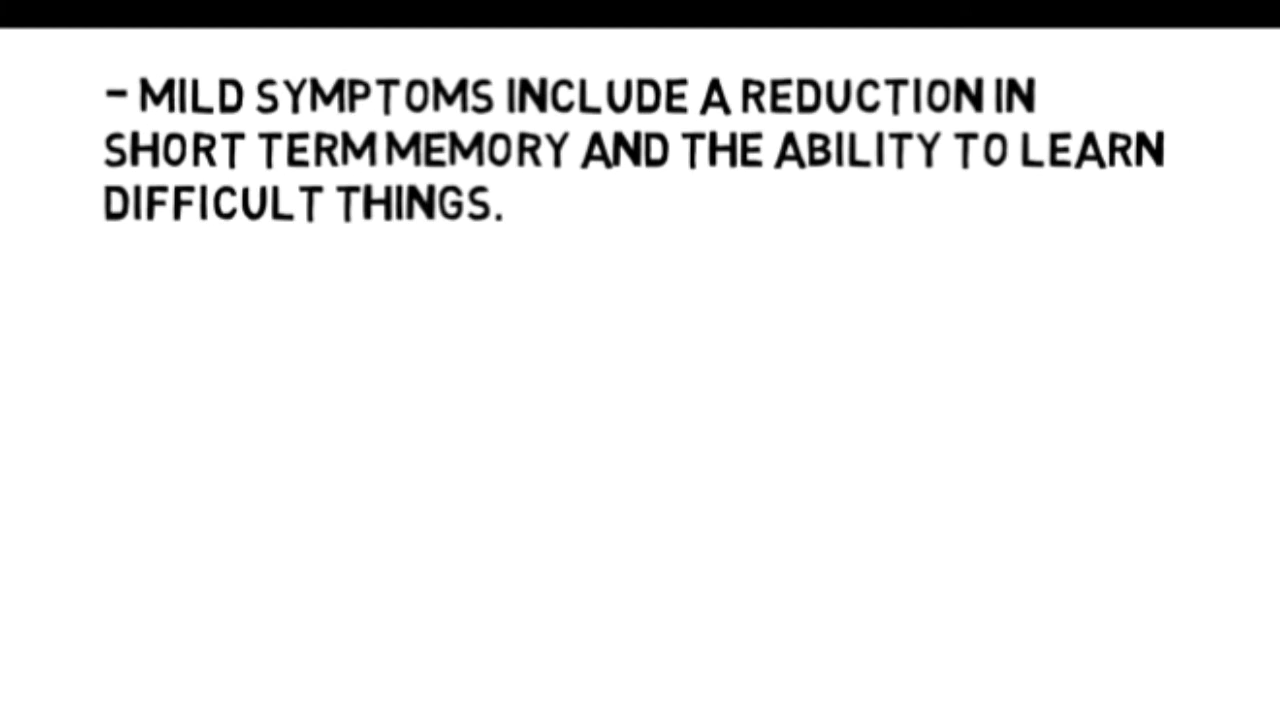 - MILD SYMPTOMS INCLUDE A REDUCTION IN
SHORT TERM MEMORY AND THE ABILITY TO LEARN
DIFFICULT THINGS.